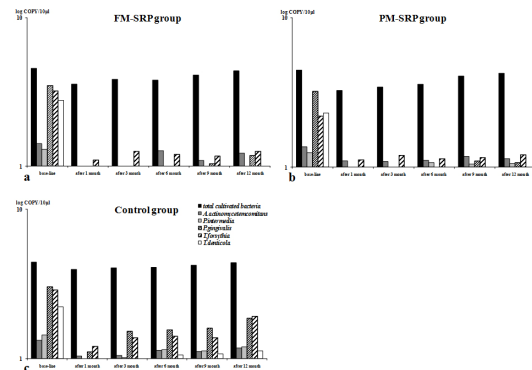 log COPY/10µl
FM-SRP group
10
1
base-line
after 1 month
after 3 month
after 6 month
after 9 month
after 12 month
a
log COPY/10µl
PM-SRP group
10
1
base-line
after 1 month
after 3 month
after 6 month
after 9 month
after 12 month
b
log COPY/10µl
Control group
10
total cultivated bacteria
A.actinomycetemcomitans
P.intermedia
P.gingivalis
T.forsythia
T.denticola
1
base-line
after 1 month
after 3 month
after 6 month
after 9 month
after 12 month
c